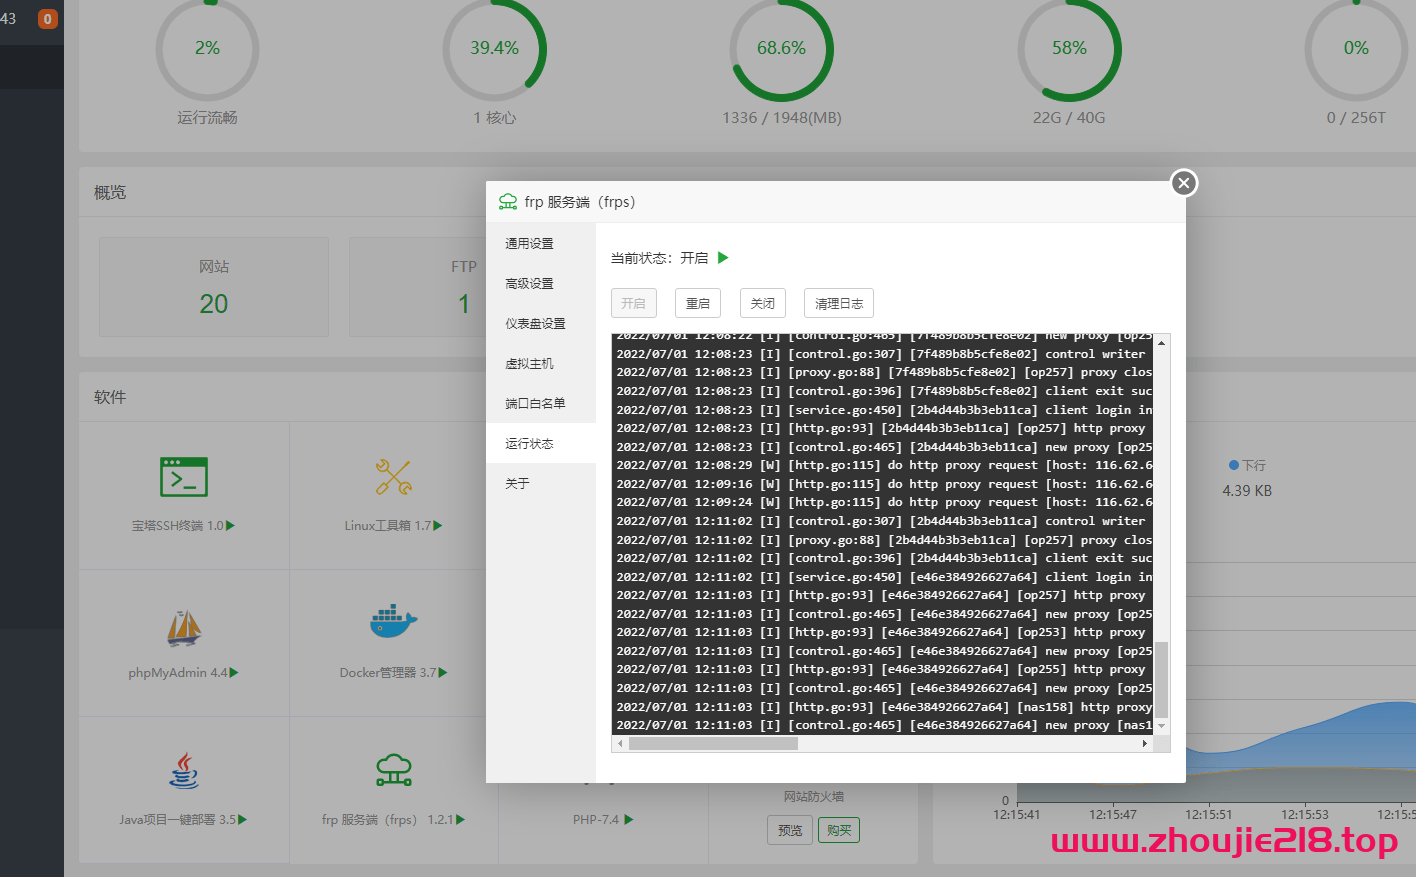 43 0
2% 39.4% 68.6% 58% 0%
运行流畅 1 核心 1336 / 1948(MB) 22G / 40G 0 / 256T
概览
网站 FTP
20 1
软件
宝塔SSH终端 1.0 Linux工具箱 1.7
phpMyAdmin 4.4 Docker管理器 3.7
Java项目一键部署 3.5 frp 服务端（frps） 1.2.1 PHP-7.4
网站防火墙
预览 购买
frp 服务端（frps）
通用设置
高级设置
仪表盘设置
虚拟主机
端口白名单
运行状态
关于
当前状态：开启
开启 重启 关闭 清理日志
2022/07/01 12:08:22 [I] [control.go:465] [7f489b8b5cfe8e02] new proxy [op257
2022/07/01 12:08:23 [I] [control.go:307] [7f489b8b5cfe8e02] control writer
2022/07/01 12:08:23 [I] [proxy.go:88] [7f489b8b5cfe8e02] [op257] proxy clos
2022/07/01 12:08:23 [I] [control.go:396] [7f489b8b5cfe8e02] client exit suc
2022/07/01 12:08:23 [I] [service.go:450] [2b4d44b3b3eb11ca] client login in
2022/07/01 12:08:23 [I] [http.go:93] [2b4d44b3b3eb11ca] [op257] http proxy
2022/07/01 12:08:23 [I] [control.go:465] [2b4d44b3b3eb11ca] new proxy [op257
2022/07/01 12:08:29 [W] [http.go:115] do http proxy request [host: 116.62.6
2022/07/01 12:09:16 [W] [http.go:115] do http proxy request [host: 116.62.6
2022/07/01 12:09:24 [W] [http.go:115] do http proxy request [host: 116.62.6
2022/07/01 12:11:02 [I] [control.go:307] [2b4d44b3b3eb11ca] control writer
2022/07/01 12:11:02 [I] [proxy.go:88] [2b4d44b3b3eb11ca] [op257] proxy clos
2022/07/01 12:11:02 [I] [control.go:396] [2b4d44b3b3eb11ca] client exit suc
2022/07/01 12:11:02 [I] [service.go:450] [e46e384926627a64] client login in
2022/07/01 12:11:03 [I] [http.go:93] [e46e384926627a64] [op257] http proxy
2022/07/01 12:11:03 [I] [control.go:465] [e46e384926627a64] new proxy [op257
2022/07/01 12:11:03 [I] [http.go:93] [e46e384926627a64] [op253] http proxy
2022/07/01 12:11:03 [I] [control.go:465] [e46e384926627a64] new proxy [op25
2022/07/01 12:11:03 [I] [http.go:93] [e46e384926627a64] [op255] http proxy
2022/07/01 12:11:03 [I] [control.go:465] [e46e384926627a64] new proxy [op25
2022/07/01 12:11:03 [I] [http.go:93] [e46e384926627a64] [nas158] http proxy
2022/07/01 12:11:03 [I] [control.go:465] [e46e384926627a64] new proxy [nas1
下行
4.39 KB
0
12:15:41 12:15:47 12:15:51 12:15:53 12:15:5
www.zhoujie218.top